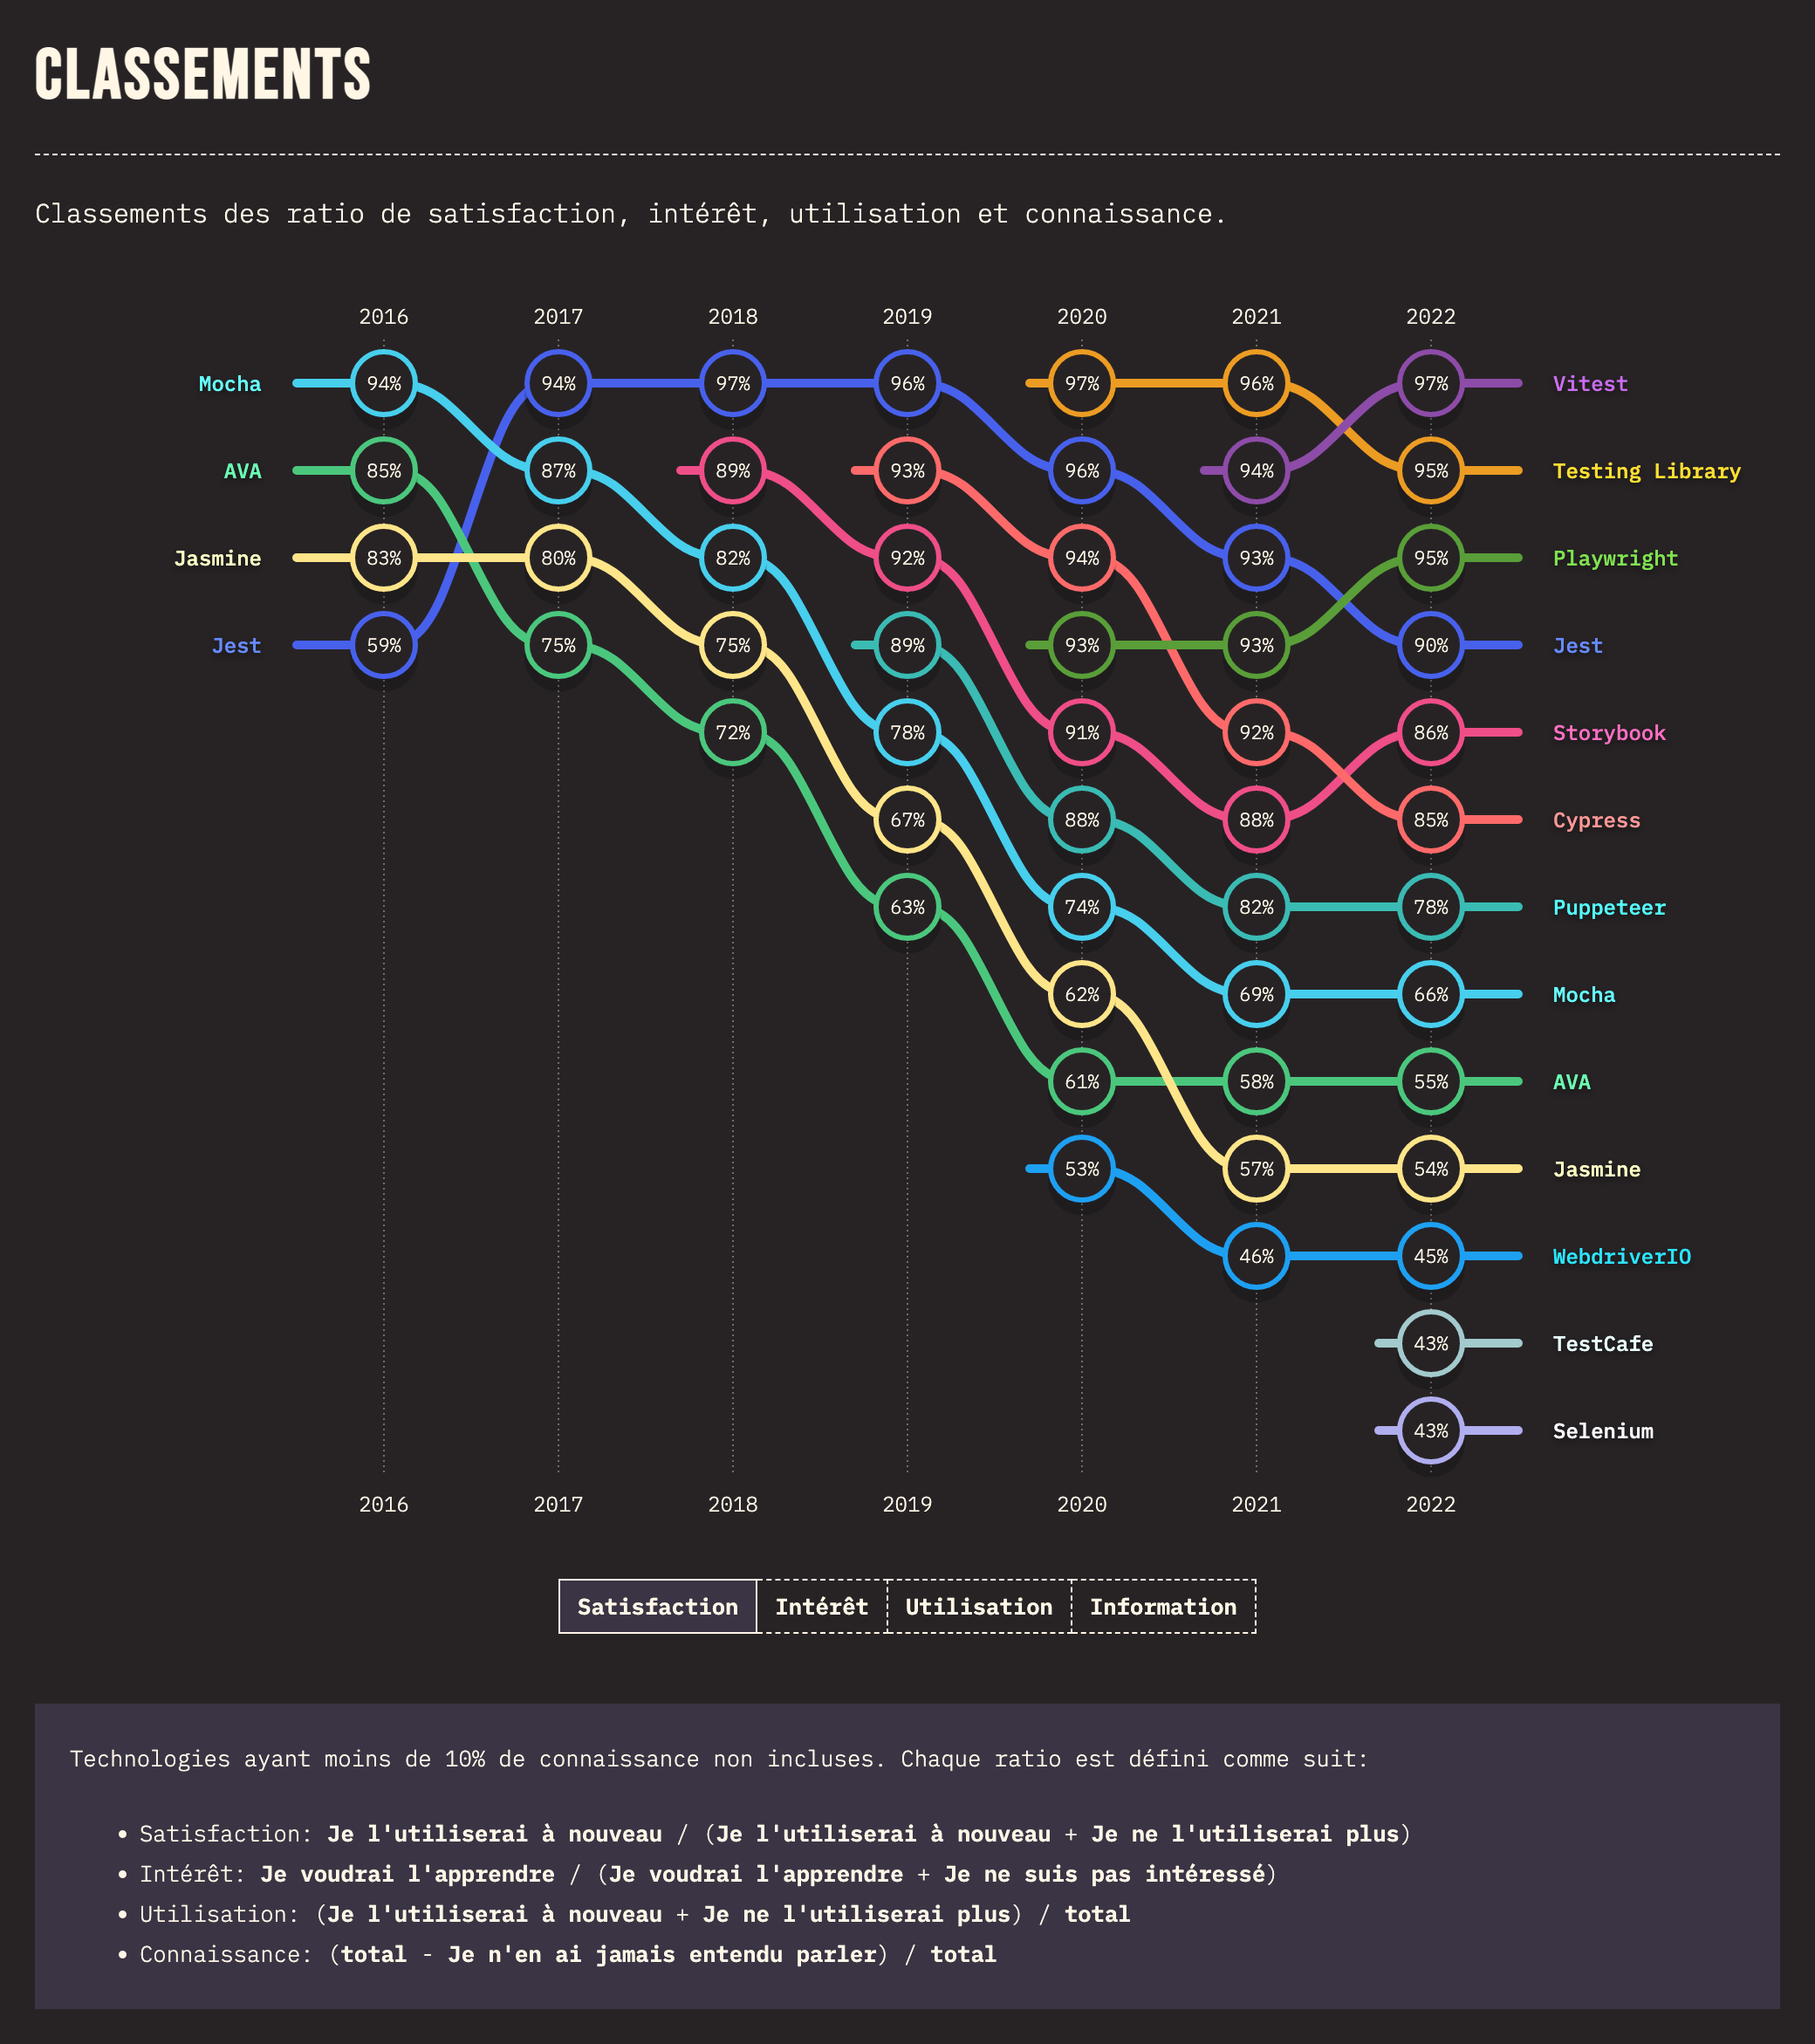 CLASSEMENTS
Classements des ratio de satisfaction, intérêt, utilisation et connaissance.
2016 2017 2018 2019 2020 2021 2022
Mocha 94% 94% 97% 96% 97% 96% 97% Vitest
AVA 85% 87% 89% 93% 96% 94% 95% Testing Library
Jasmine 83% 80% 82% 92% 94% 93% 95% Playwright
Jest 59% 75% 75% 89% 93% 93% 90% Jest
72% 78% 91% 92% 86% Storybook
67% 88% 88% 85% Cypress
63% 74% 82% 78% Puppeteer
62% 69% 66% Mocha
61% 58% 55% AVA
53% 57% 54% Jasmine
46% 45% WebdriverIO
43% TestCafe
43% Selenium
2016 2017 2018 2019 2020 2021 2022
Satisfaction Intérêt Utilisation Information
Technologies ayant moins de 10% de connaissance non incluses. Chaque ratio est défini comme suit:
• Satisfaction: Je l'utiliserai à nouveau / (Je l'utiliserai à nouveau + Je ne l'utiliserai plus)
• Intérêt: Je voudrai l'apprendre / (Je voudrai l'apprendre + Je ne suis pas intéressé)
• Utilisation: (Je l'utiliserai à nouveau + Je ne l'utiliserai plus) / total
• Connaissance: (total - Je n'en ai jamais entendu parler) / total